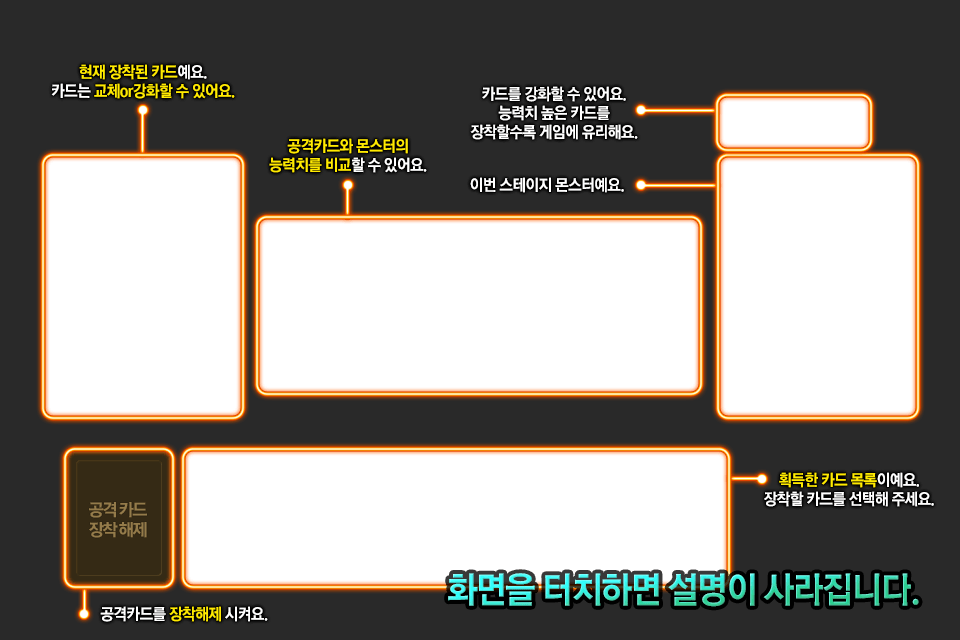 현재 장착된 카드예요.
카드는 교체or강화할 수 있어요.
공격카드와 몬스터의
능력치를 비교할 수 있어요.
카드를 강화할 수 있어요.
능력치 높은 카드를
장착할수록 게임에 유리해요.
이번 스테이지 몬스터예요.
공격 카드
장착 해제
획득한 카드 목록이예요.
장착할 카드를 선택해 주세요.
화면을 터치하면 설명이 사라집니다.
공격카드를 장착해제 시켜요.